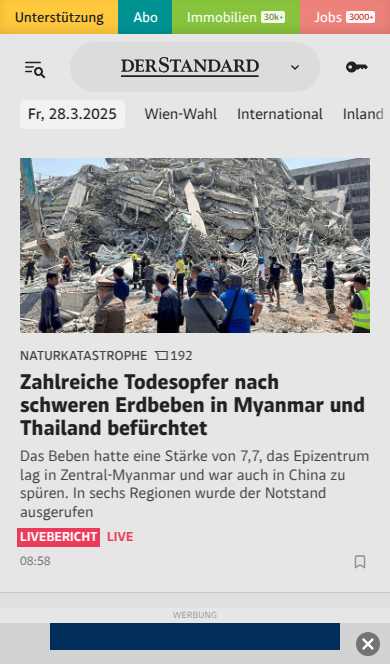 Unterstützung Abo Immobilien 30k+ Jobs 3000+
DERSTANDARD
Fr, 28.3.2025 Wien-Wahl International Inland
NATURKATASTROPHE 192
Zahlreiche Todesopfer nach
schweren Erdbeben in Myanmar und
Thailand befürchtet
Das Beben hatte eine Stärke von 7,7, das Epizentrum
lag in Zentral-Myanmar und war auch in China zu
spüren. In sechs Regionen wurde der Notstand
ausgerufen
LIVEBERICHT LIVE
08:58
WERBUNG